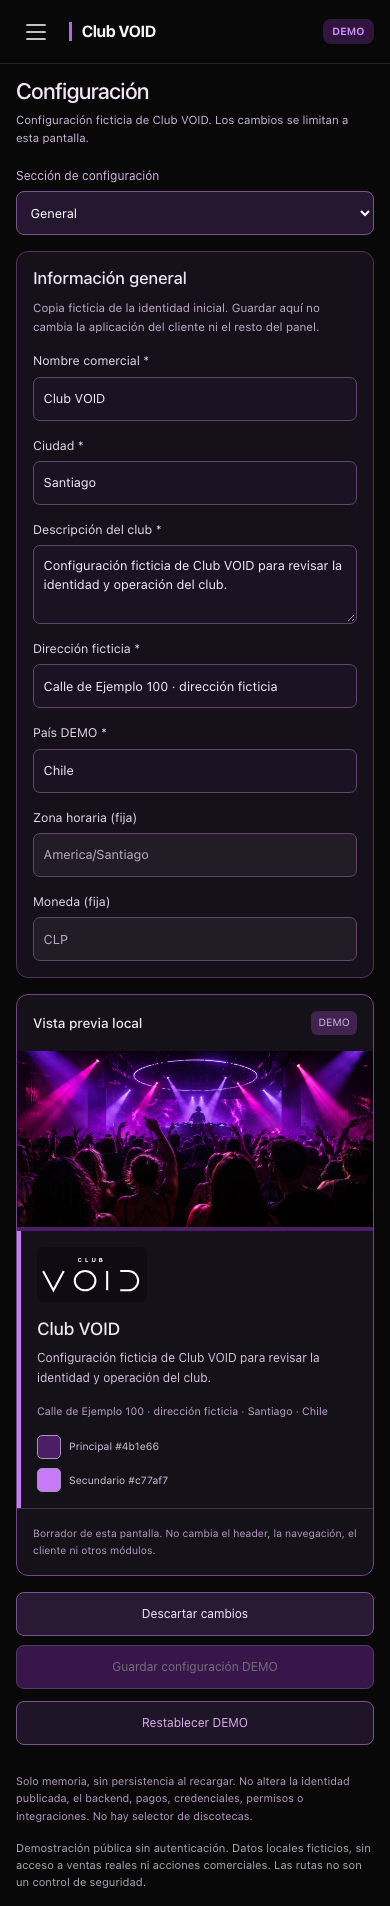 Club VOID
DEMO
Configuración
Configuración ficticia de Club VOID. Los cambios se limitan a
esta pantalla.
Sección de configuración
General
Información general
Copia ficticia de la identidad inicial. Guardar aquí no
cambia la aplicación del cliente ni el resto del panel.
Nombre comercial *
Club VOID
Ciudad *
Santiago
Descripción del club *
Configuración ficticia de Club VOID para revisar la
identidad y operación del club.
Dirección ficticia *
Calle de Ejemplo 100 · dirección ficticia
País DEMO *
Chile
Zona horaria (fija)
America/Santiago
Moneda (fija)
CLP
Vista previa local
DEMO
CLUB
VOID
Club VOID
Configuración ficticia de Club VOID para revisar la
identidad y operación del club.
Calle de Ejemplo 100 · dirección ficticia · Santiago · Chile
Principal #4b1e66
Secundario #c77af7
Borrador de esta pantalla. No cambia el header, la navegación, el
cliente ni otros módulos.
Descartar cambios
Guardar configuración DEMO
Restablecer DEMO
Solo memoria, sin persistencia al recargar. No altera la identidad
publicada, el backend, pagos, credenciales, permisos o
integraciones. No hay selector de discotecas.
Demostración pública sin autenticación. Datos locales ficticios, sin
acceso a ventas reales ni acciones comerciales. Las rutas no son
un control de seguridad.